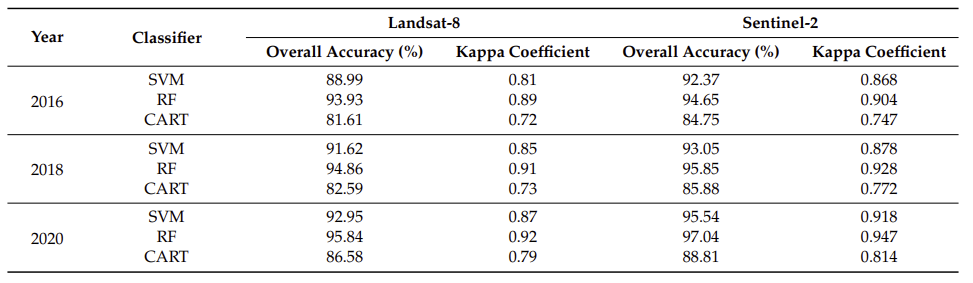 Year Classifier Landsat-8 Sentinel-2
Overall Accuracy (%) Kappa Coefficient Overall Accuracy (%) Kappa Coefficient
2016 SVM 88.99 0.81 92.37 0.868
RF 93.93 0.89 94.65 0.904
CART 81.61 0.72 84.75 0.747
2018 SVM 91.62 0.85 93.05 0.878
RF 94.86 0.91 95.85 0.928
CART 82.59 0.73 85.88 0.772
2020 SVM 92.95 0.87 95.54 0.918
RF 95.84 0.92 97.04 0.947
CART 86.58 0.79 88.81 0.814